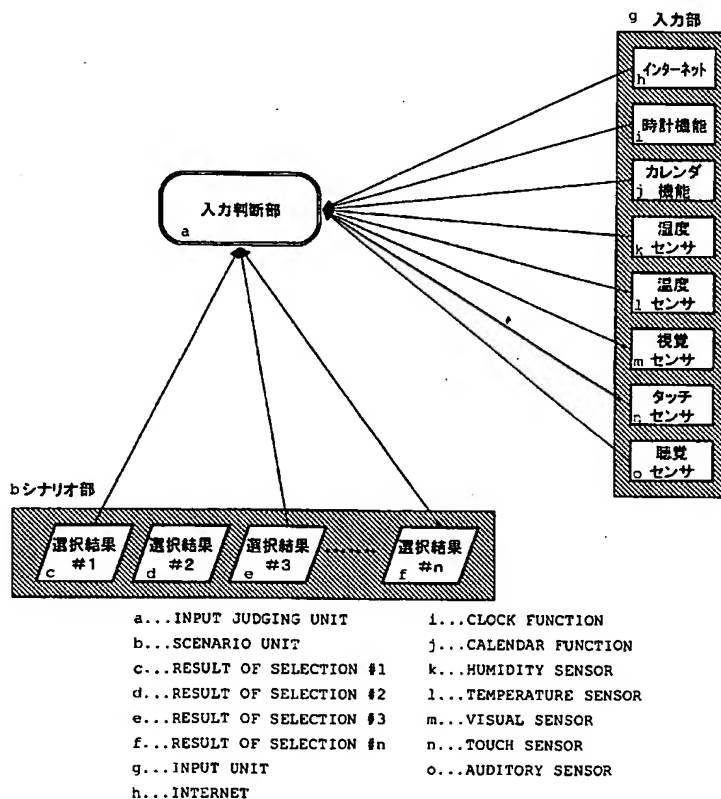 g 入力部
h インターネット
i 時計機能
カレンダ
j 機能
湿度
k センサ
温度
l センサ
視覚
m センサ
タッチ
n センサ
聴覚
o センサ
入力判断部
a
b シナリオ部
選択結果
c #1
選択結果
d #2
選択結果
e #3
........
選択結果
f #n
a...INPUT JUDGING UNIT
b...SCENARIO UNIT
c...RESULT OF SELECTION #1
d...RESULT OF SELECTION #2
e...RESULT OF SELECTION #3
f...RESULT OF SELECTION #n
g...INPUT UNIT
h...INTERNET
i...CLOCK FUNCTION
j...CALENDAR FUNCTION
k...HUMIDITY SENSOR
l...TEMPERATURE SENSOR
m...VISUAL SENSOR
n...TOUCH SENSOR
o...AUDITORY SENSOR